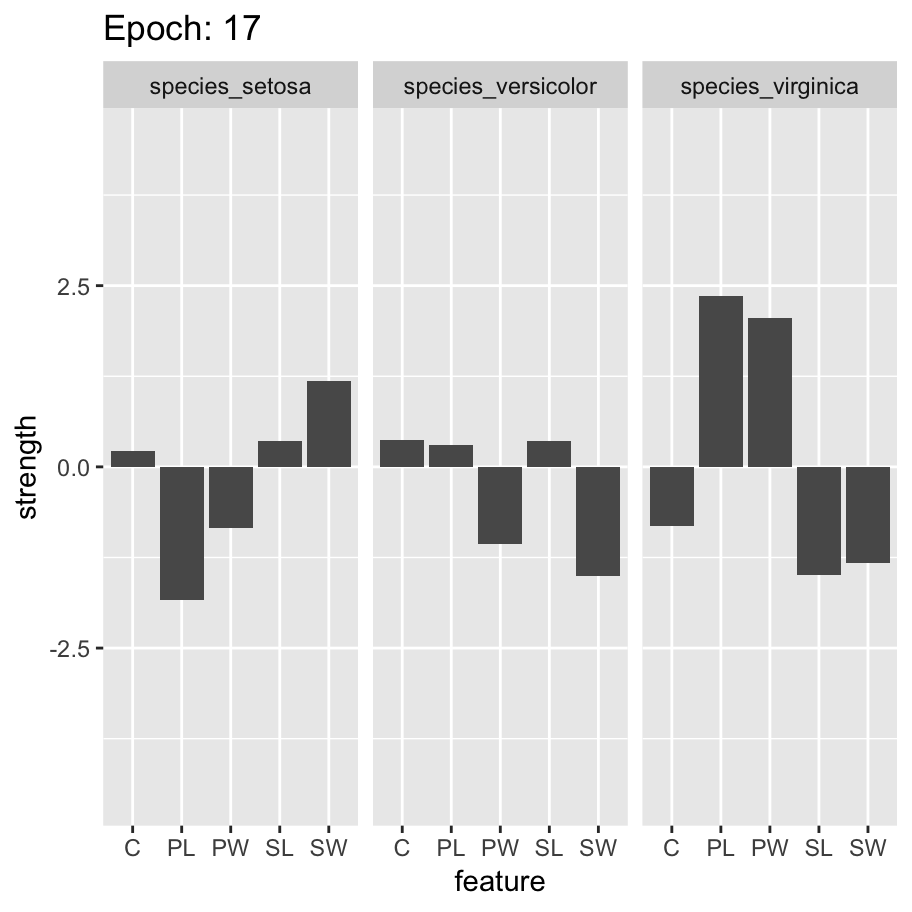 Epoch: 17
species_setosa species_versicolor species_virginica
2.5
0.0
-2.5
strength
C PL PW SL SW C PL PW SL SW C PL PW SL SW
feature